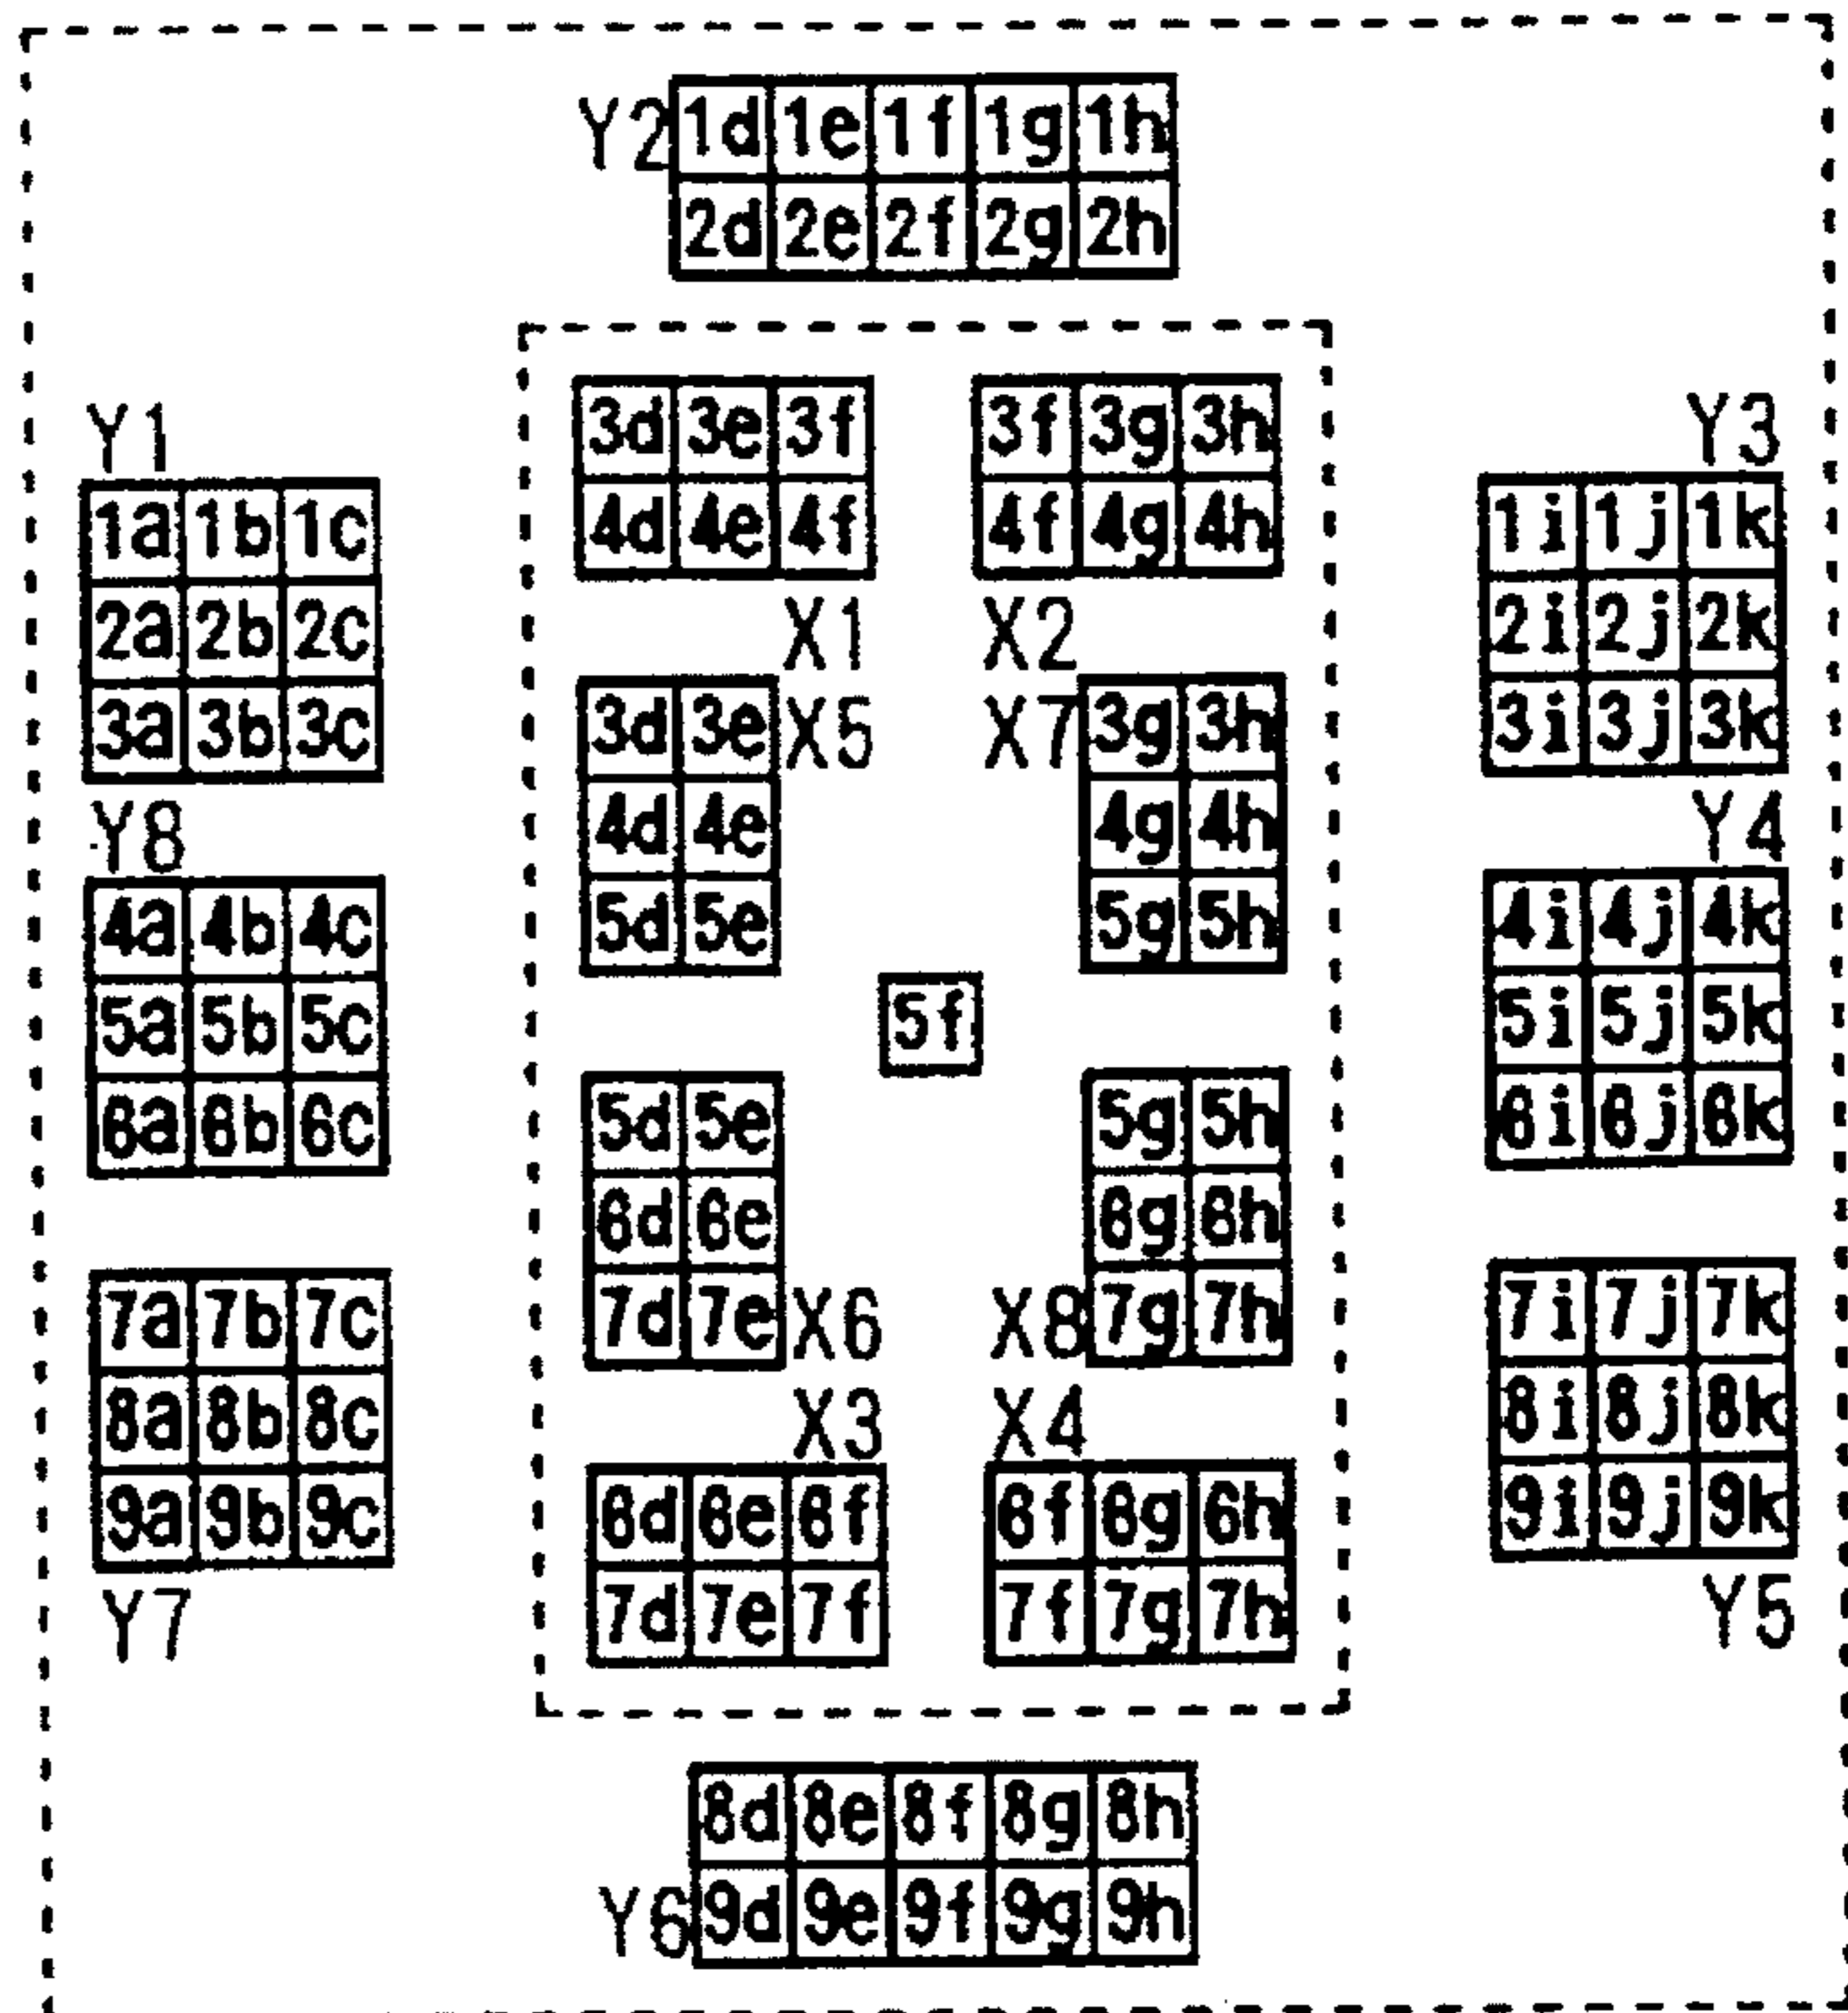 Y2
1d 1e 1f 1g 1h
2d 2e 2f 2g 2h
Y1
1a 1b 1c
2a 2b 2c
3a 3b 3c
Y8
4a 4b 4c
5a 5b 5c
6a 6b 6c
7a 7b 7c
8a 8b 8c
9a 9b 9c
Y7
3d 3e 3f
4d 4e 4f
X1
3f 3g 3h
4f 4g 4h
X2
3d 3e X5
4d 4e
5d 5e
X7 3g 3h
4g 4h
5g 5h
5f
5d 5e
6d 6e
7d 7e X6
5g 5h
6g 6h
X8 7g 7h
X3
6d 6e 6f
7d 7e 7f
X4
6f 6g 6h
7f 7g 7h
Y3
1i 1j 1k
2i 2j 2k
3i 3j 3k
Y4
4i 4j 4k
5i 5j 5k
6i 6j 6k
7i 7j 7k
8i 8j 8k
9i 9j 9k
Y5
8d 8e 8f 8g 8h
Y6 9d 9e 9f 9g 9h